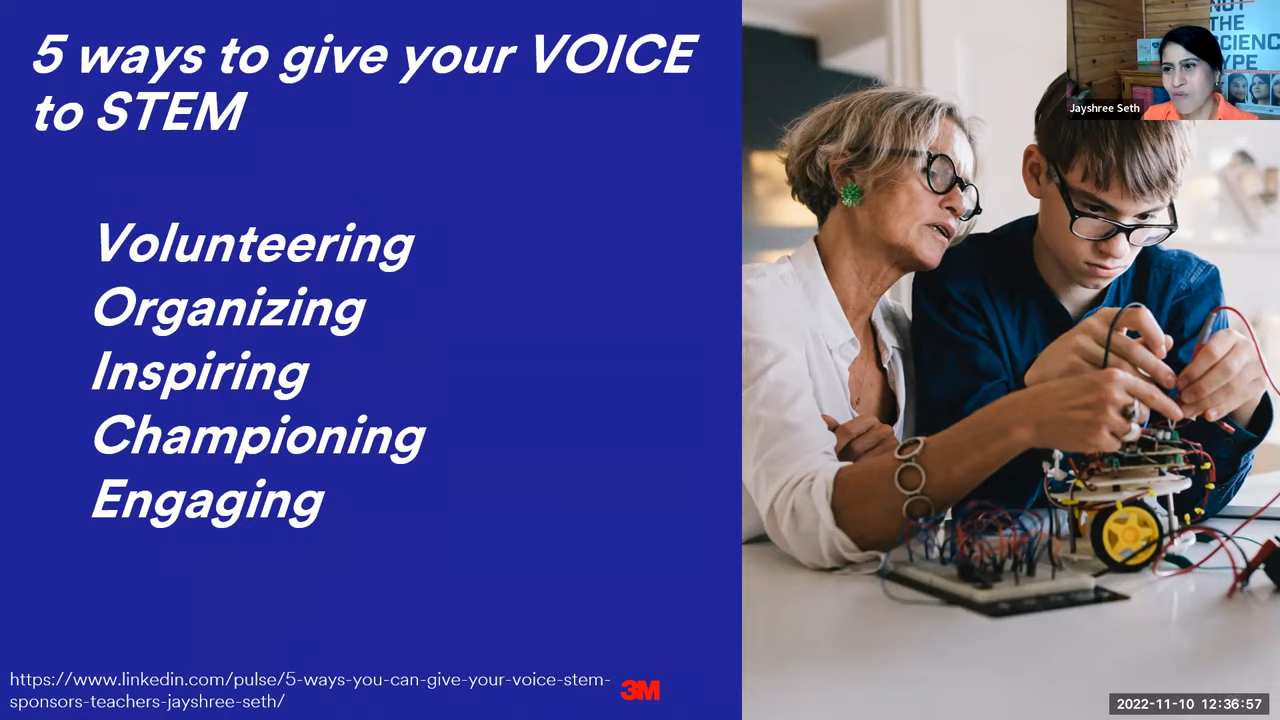 5 ways to give your VOICE
to STEM
Volunteering
Organizing
Inspiring
Championing
Engaging
https://www.linkedin.com/pulse/5-ways-you-can-give-your-voice-stem-
sponsors-teachers-jayshree-seth/
3M
THE
Jayshree Seth
2022-11-10 12:36:57